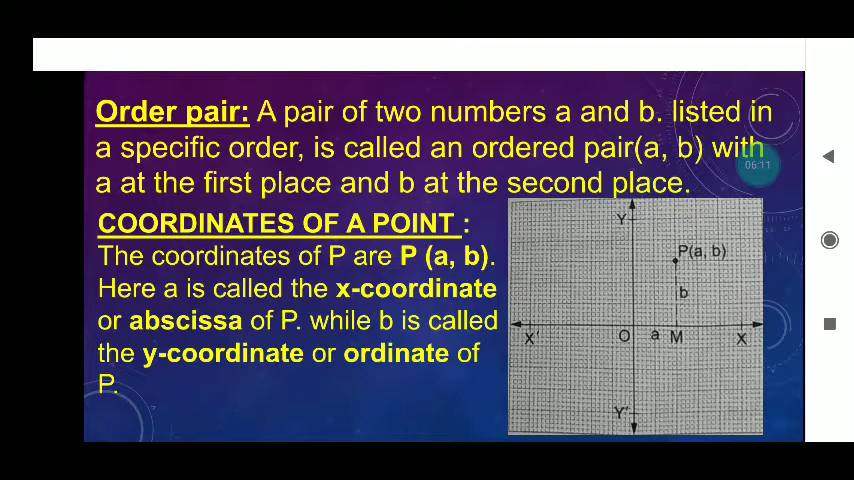 Order pair: A pair of two numbers a and b. listed in
a specific order, is called an ordered pair(a, b) with
a at the first place and b at the second place.
06:11
COORDINATES OF A POINT :
The coordinates of P are P (a, b).
Here a is called the x-coordinate
or abscissa of P. while b is called
the y-coordinate or ordinate of
P.
Y
P(a, b)
b
X' O a M X
Y'